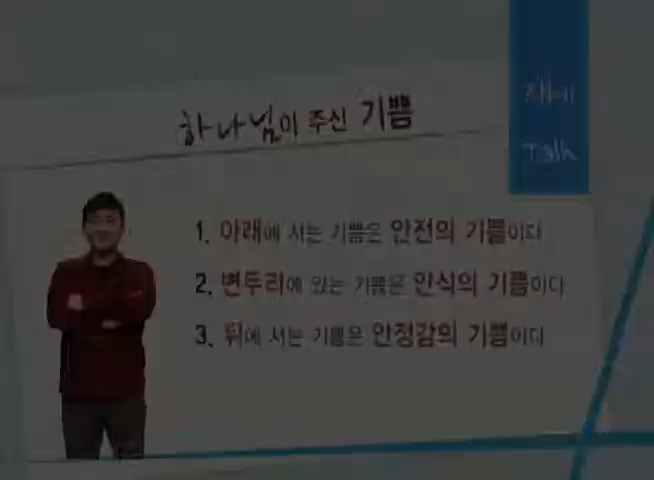 하나님이 주신 기쁨
Talk
1. 아래에 서는 기쁨은 안전의 기쁨이다
2. 변두리에 있는 기쁨은 안식의 기쁨이다
3. 뒤에 서는 기쁨은 안정감의 기쁨이다